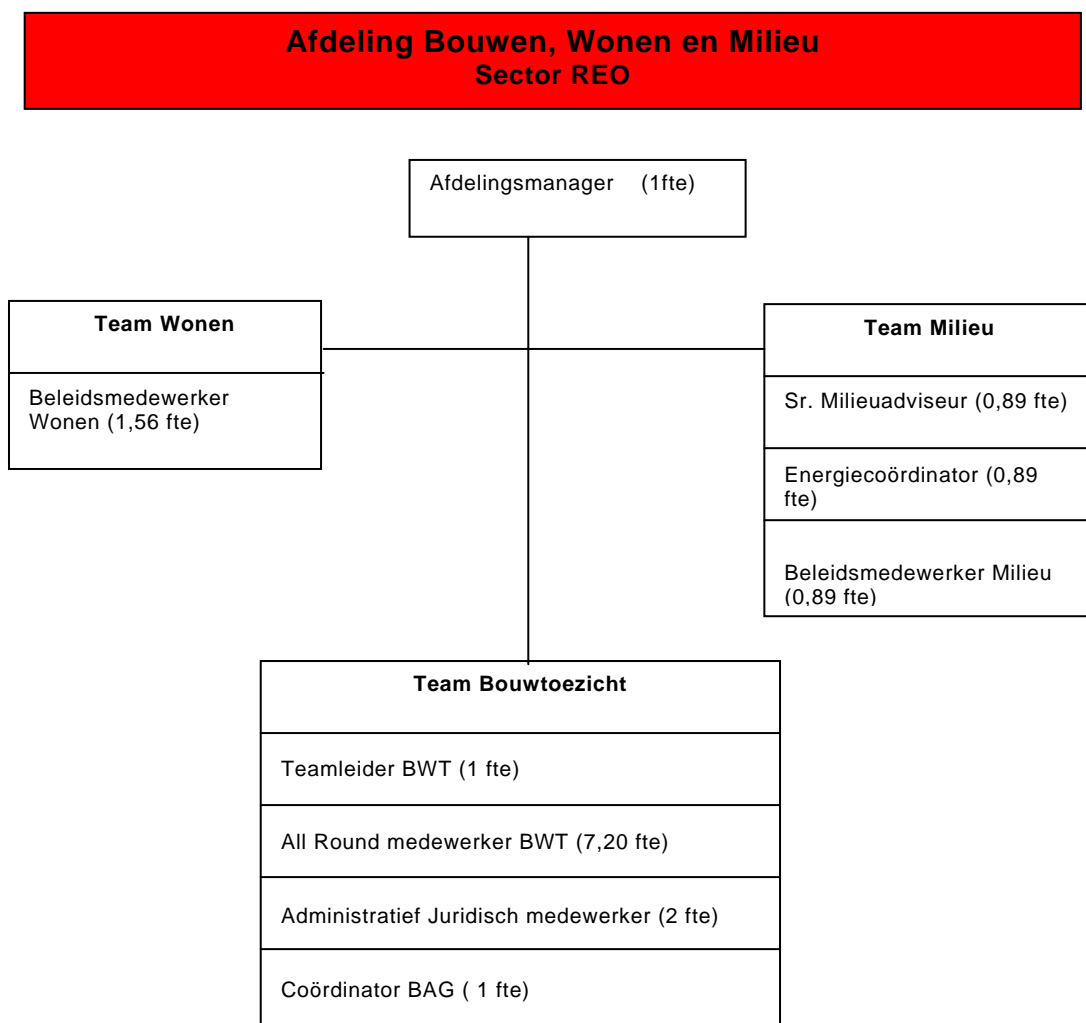 Afdeling Bouwen, Wonen en Milieu
Sector REO
Afdelingsmanager (1fte)
Team Wonen
Beleidsmedewerker
Wonen (1,56 fte)
Team Milieu
Sr. Milieuadviseur (0,89 fte)
Energiecoördinator (0,89
fte)
Beleidsmedewerker Milieu
(0,89 fte)
Team Bouwtoezicht
Teamleider BWT (1 fte)
All Round medewerker BWT (7,20 fte)
Administratief Juridisch medewerker (2 fte)
Coördinator BAG ( 1 fte)